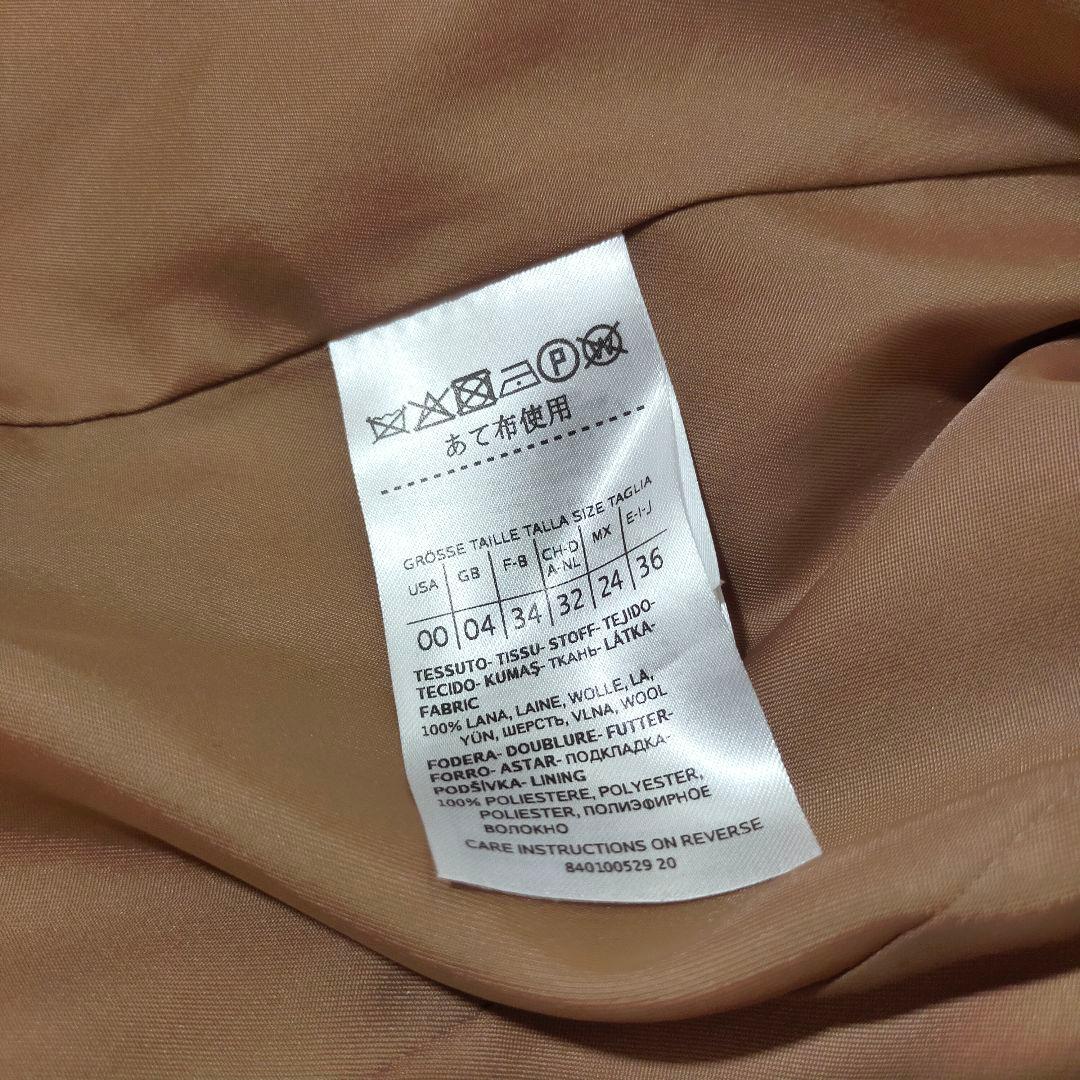 P W
あて布使用
GRÖSSE TAILLE TALLA SIZE TAGLIA
USA GB F-B CH-D A-NL MX E-I-J
00 04 34 32 24 36
TESSUTO- TISSU- STOFF- TEJIDO-
TECIDO- KUMAŞ- ТКАНЬ- LÁTKA-
FABRIC
100% LANA, LAINE, WOLLE, LÃ,
YÜN, ШЕРСТЬ, VLNA, WOOL
FODERA- DOUBLURE- FUTTER-
FORRO- ASTAR- ПОДКЛАДКА-
PODŠÍVKA- LINING
100% POLIESTERE, POLYESTER,
POLIESTER, ПОЛИЭФИРНОЕ
ВОЛОКНО
CARE INSTRUCTIONS ON REVERSE
840100529 20